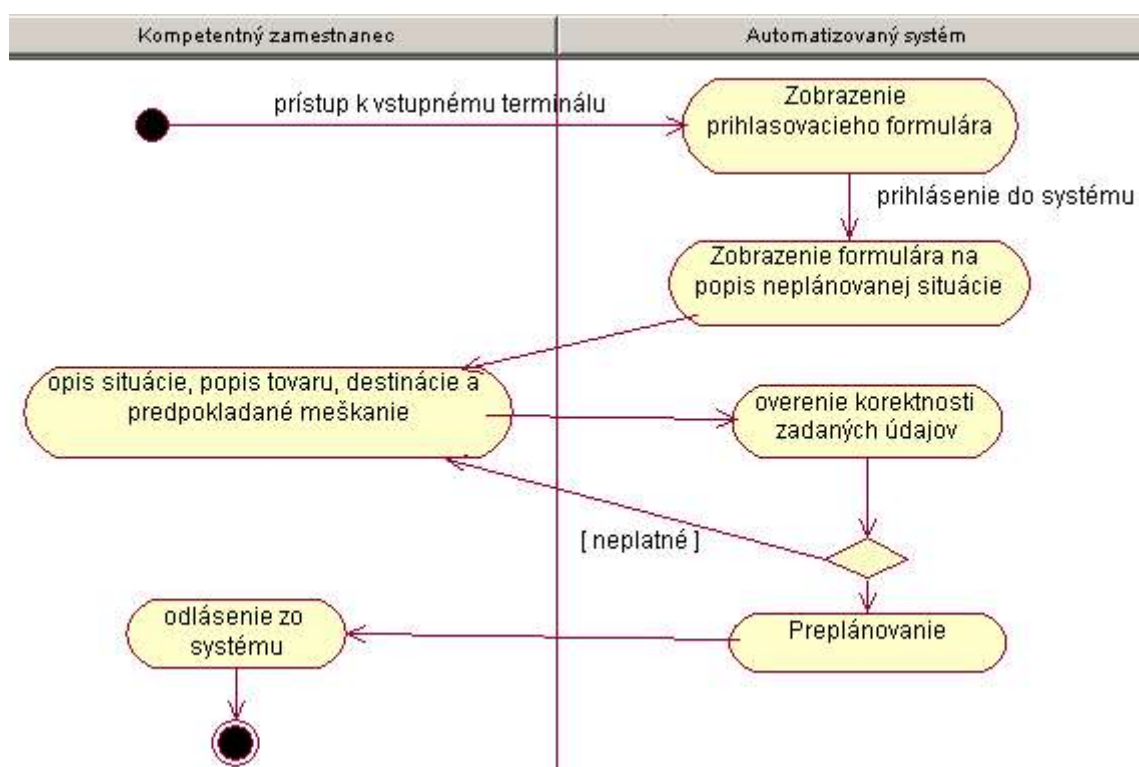 Kompetentný zamestnanec
Automatizovaný systém
prístup k vstupnému terminálu
Zobrazenie
prihlasovacieho formulára
prihlásenie do systému
Zobrazenie formulára na
popis neplánovanej situácie
opis situácie, popis tovaru, destinácie a
predpokladané meškanie
overenie korektnosti
zadaných údajov
[ neplatné ]
odlásenie zo
systému
Preplánovanie